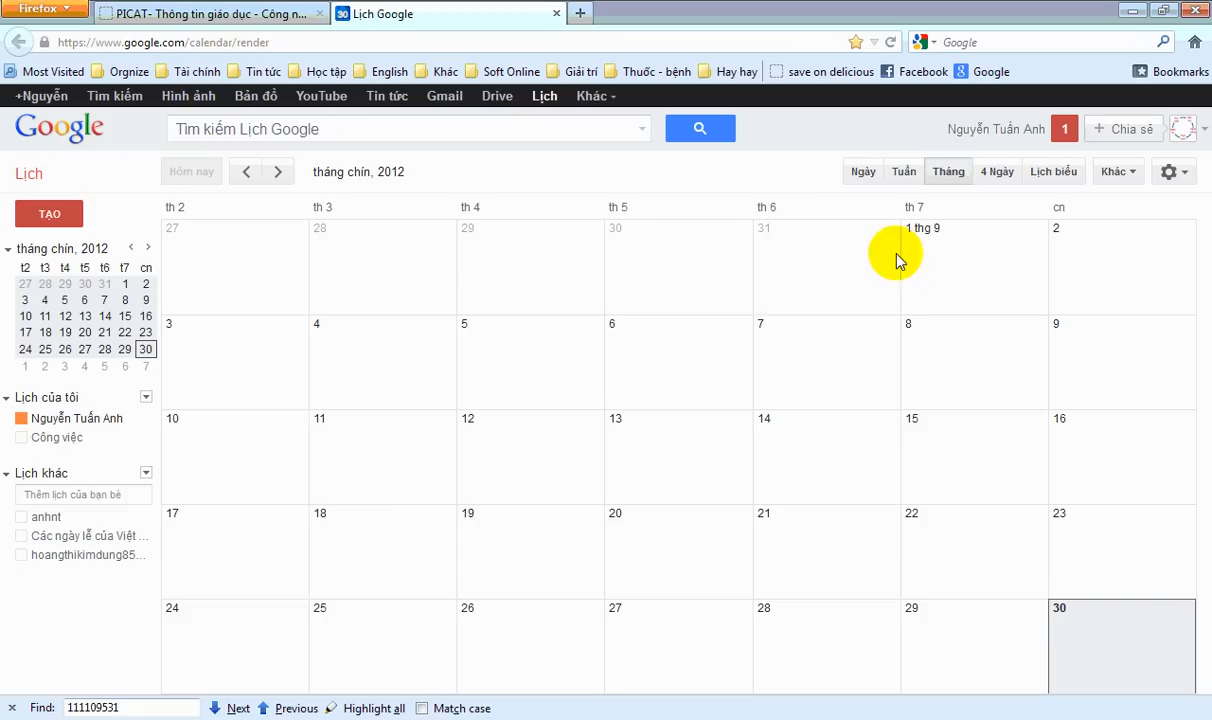 Firefox
PICAT- Thông tin giáo dục - Công n...
30 Lịch Google
https://www.google.com/calendar/render
Google
Most Visited Orgnize Tài chính Tin tức Học tập English Khác Soft Online Giải trí Thuốc - bệnh Hay hay save on delicious Facebook Google Bookmarks
+Nguyễn Tìm kiếm Hình ảnh Bản đồ YouTube Tin tức Gmail Drive Lịch Khác
Google Tìm kiếm Lịch Google Nguyễn Tuấn Anh 1 + Chia sẻ
Lịch Hôm nay tháng chín, 2012 Ngày Tuần Tháng 4 Ngày Lịch biểu Khác
TẠO
th 2 th 3 th 4 th 5 th 6 th 7 cn
27 28 29 30 31 1 thg 9 2
3 4 5 6 7 8 9
10 11 12 13 14 15 16
17 18 19 20 21 22 23
24 25 26 27 28 29 30
tháng chín, 2012
t2 t3 t4 t5 t6 t7 cn
27 28 29 30 31 1 2
3 4 5 6 7 8 9
10 11 12 13 14 15 16
17 18 19 20 21 22 23
24 25 26 27 28 29 30
1 2 3 4 5 6 7
Lịch của tôi
Nguyễn Tuấn Anh
Công việc
Lịch khác
Thêm lịch của bạn bè
anhnt
Các ngày lễ của Việt ...
hoangthikimdung85...
Find: 111109531 Next Previous Highlight all Match case